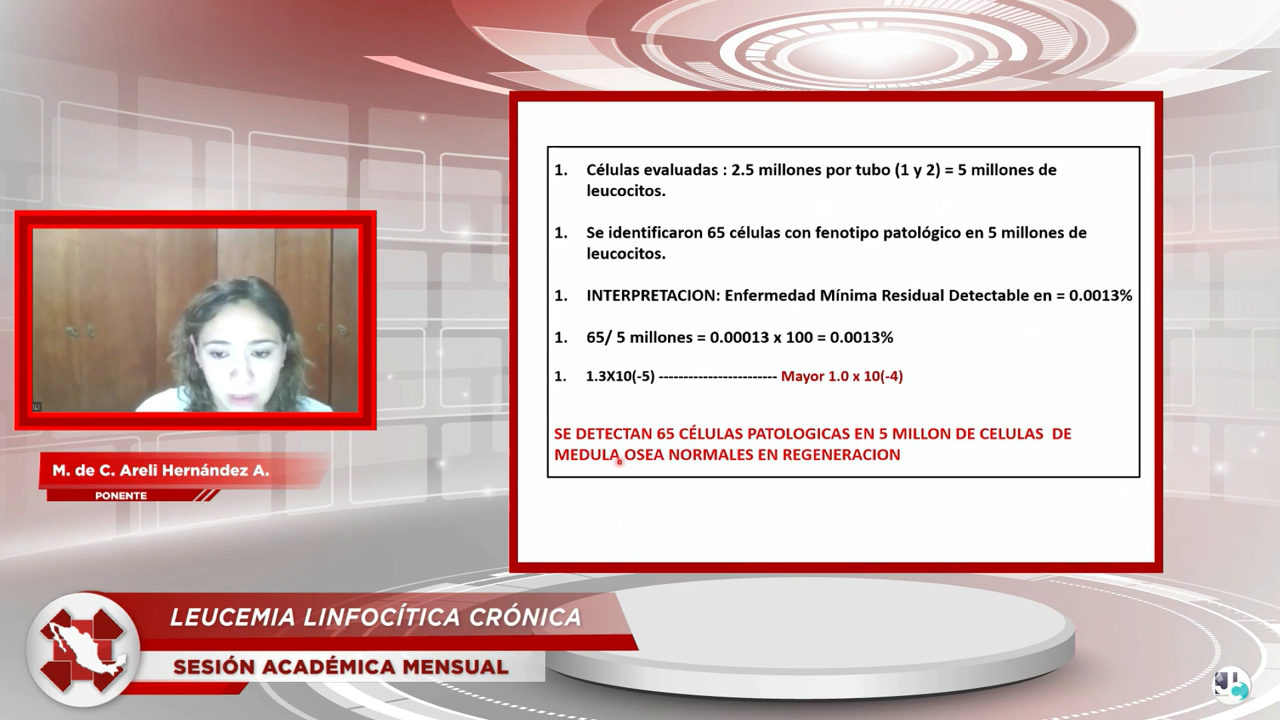 1. Células evaluadas : 2.5 millones por tubo (1 y 2) = 5 millones de
leucocitos.
1. Se identificaron 65 células con fenotipo patológico en 5 millones de
leucocitos.
1. INTERPRETACION: Enfermedad Mínima Residual Detectable en = 0.0013%
1. 65/ 5 millones = 0.00013 x 100 = 0.0013%
1. 1.3X10(-5) ------------------------ Mayor 1.0 x 10(-4)
SE DETECTAN 65 CÉLULAS PATOLOGICAS EN 5 MILLON DE CELULAS DE
MEDULA OSEA NORMALES EN REGENERACION
M. de C. Areli Hernández A.
PONENTE
LEUCEMIA LINFOCÍTICA CRÓNICA
SESIÓN ACADÉMICA MENSUAL